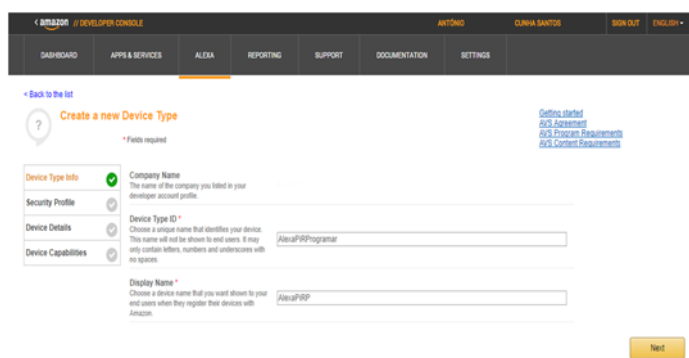 < amazon // DEVELOPER CONSOLE ANTÓNIO CUNHA SANTOS SIGN OUT ENGLISH
DASHBOARD APPS & SERVICES ALEXA REPORTING SUPPORT DOCUMENTATION SETTINGS
< Back to the list
? Create a new Device Type
* Fields required
Getting started
AVS Agreement
AVS Program Requirements
AVS Content Requirements
Device Type Info
Security Profile
Device Details
Device Capabilities
Company Name
The name of the company you listed in your
developer account profile.
Device Type ID *
Choose a unique name that identifies your device.
This name will not be shown to end users. It may
only contain letters, numbers and underscores with
no spaces.
AlexaPiRProgramar
Display Name *
Choose a device name that you want shown to your
end users when they register their devices with
Amazon.
AlexaPiRP
Next